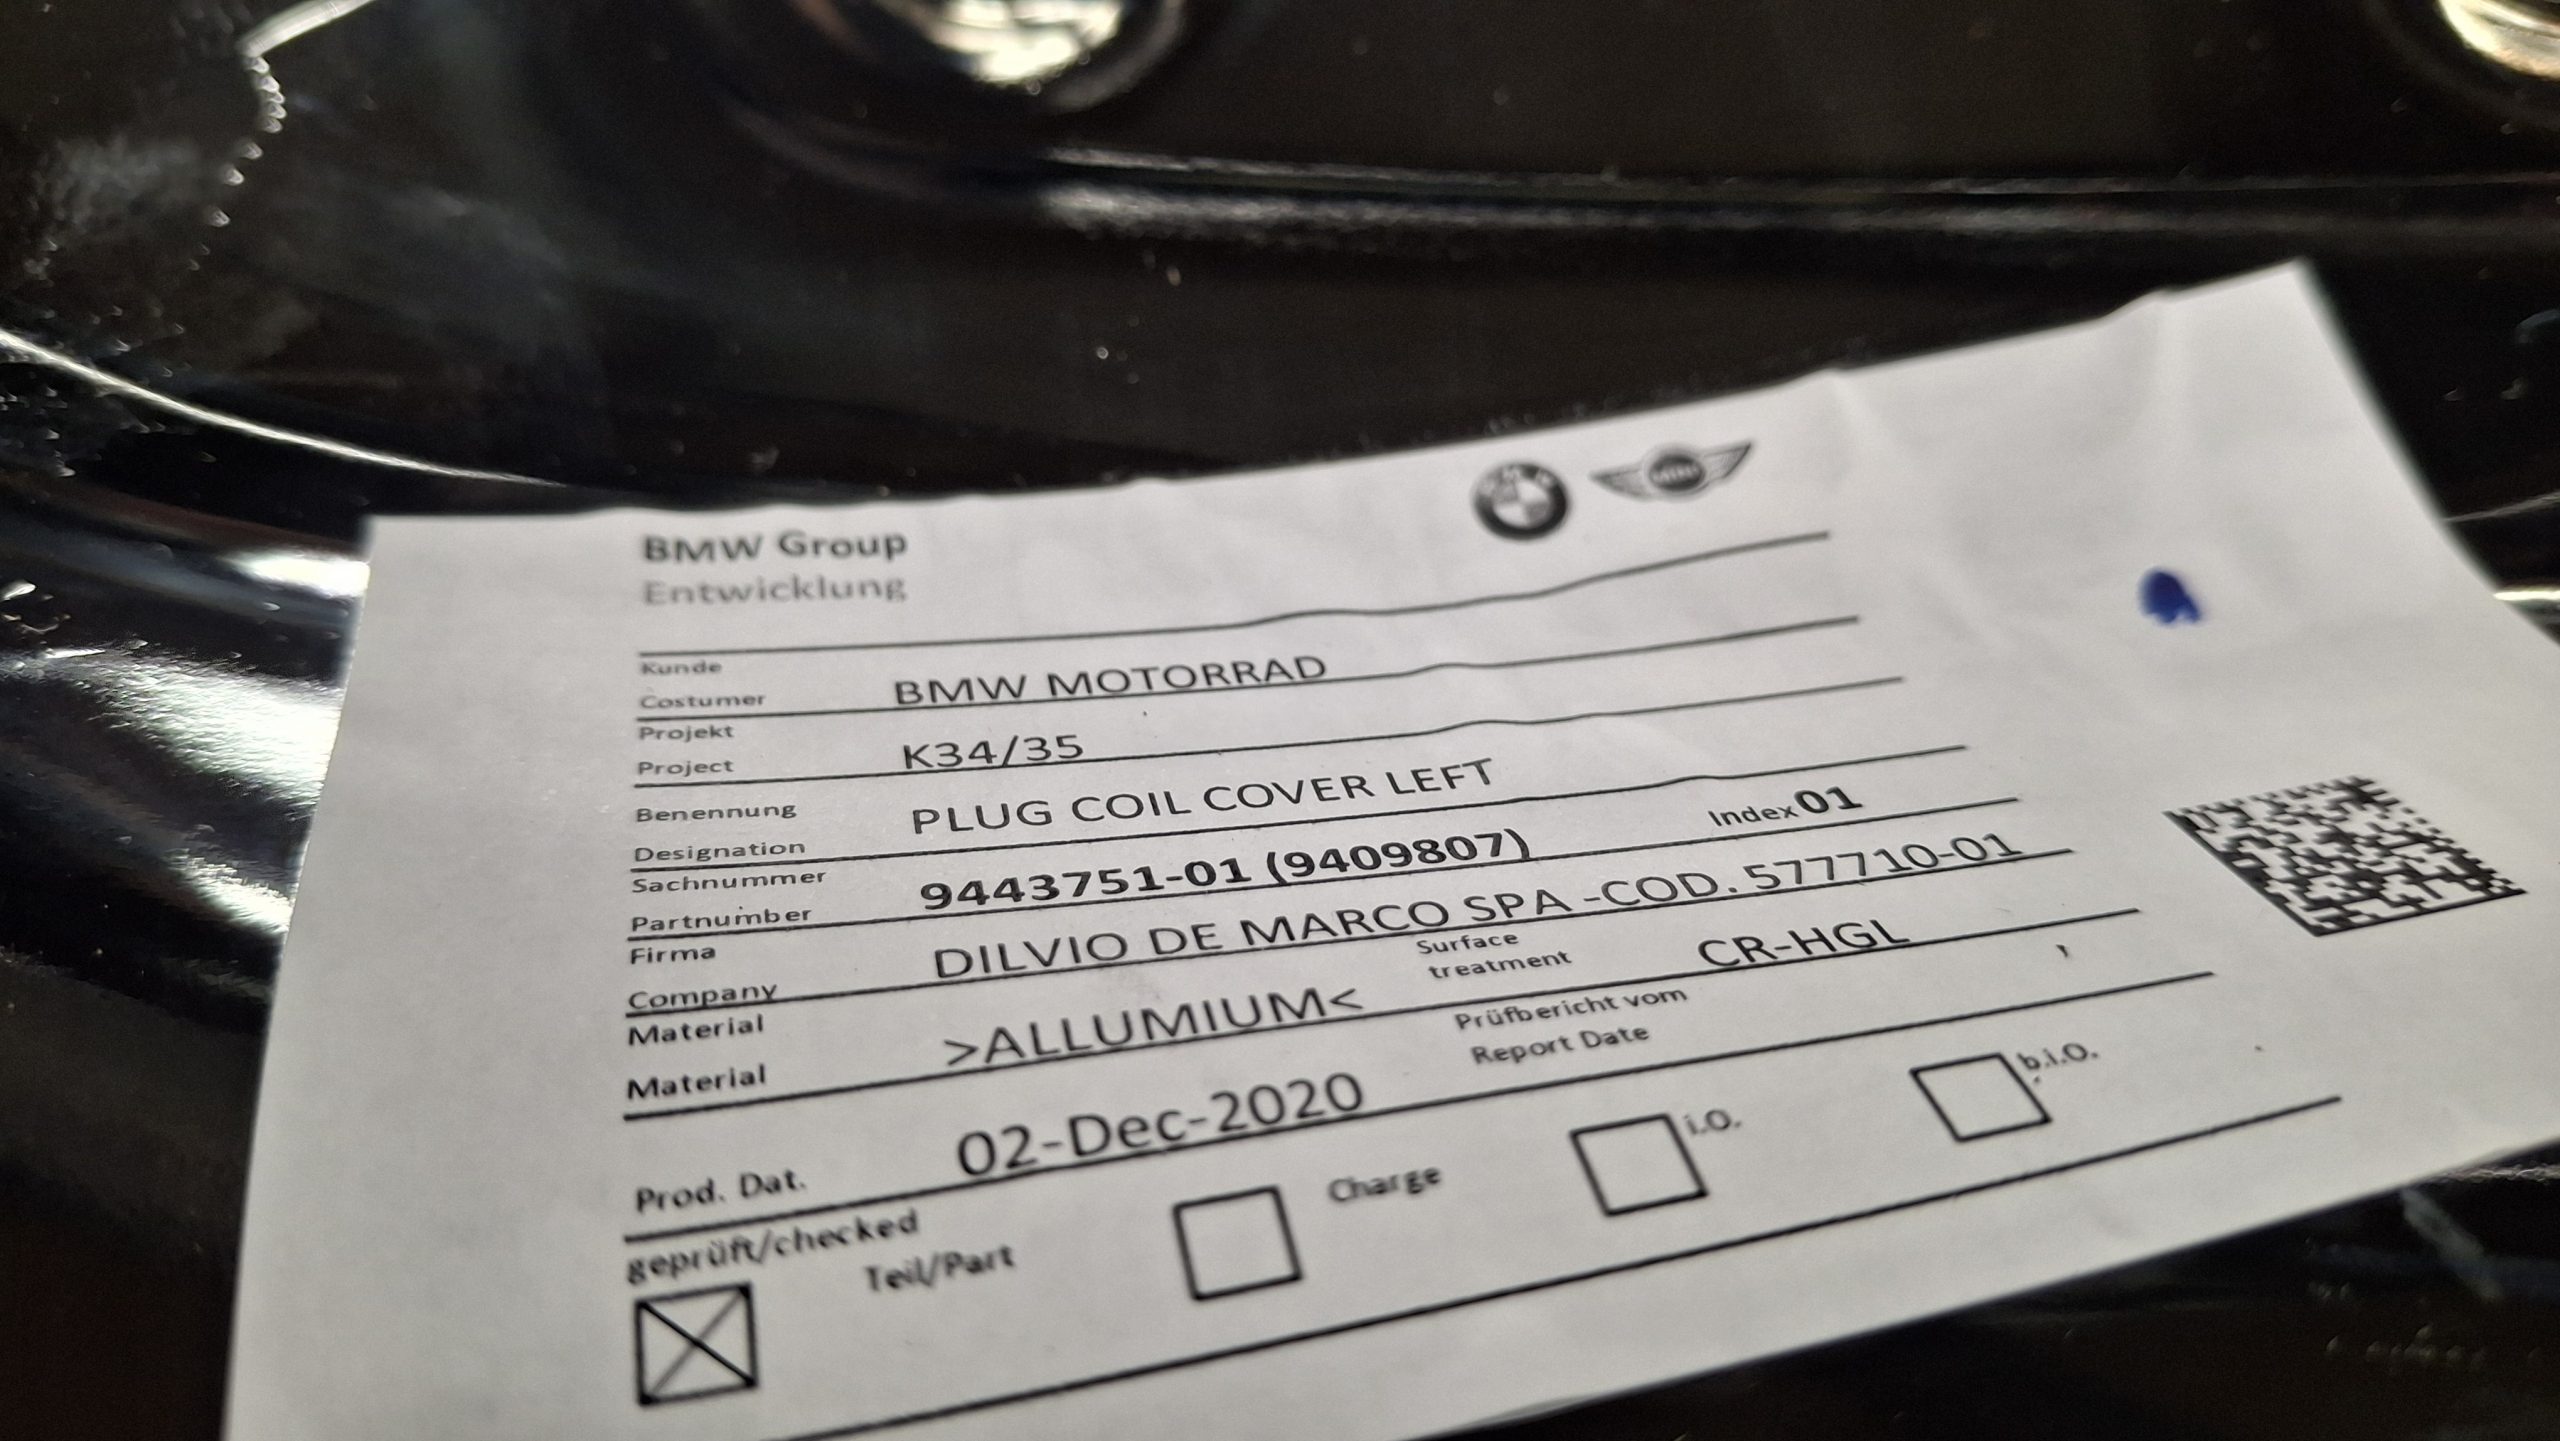 BMW Group
Entwicklung
Kunde
Costumer BMW MOTORRAD
Projekt
Project K34/35
Benennung
Designation PLUG COIL COVER LEFT
Sachnummer
Partnumber 9443751-01 (9409807) Index 01
Firma
Company DILVIO DE MARCO SPA -COD. 577710-01
Material
Material >ALLUMIUM< Surface treatment CR-HGL
Prod. Dat. 02-Dec-2020 Prüfbericht vom
Report Date
geprüft/checked
Teil/Part Charge i.O. b.i.O.